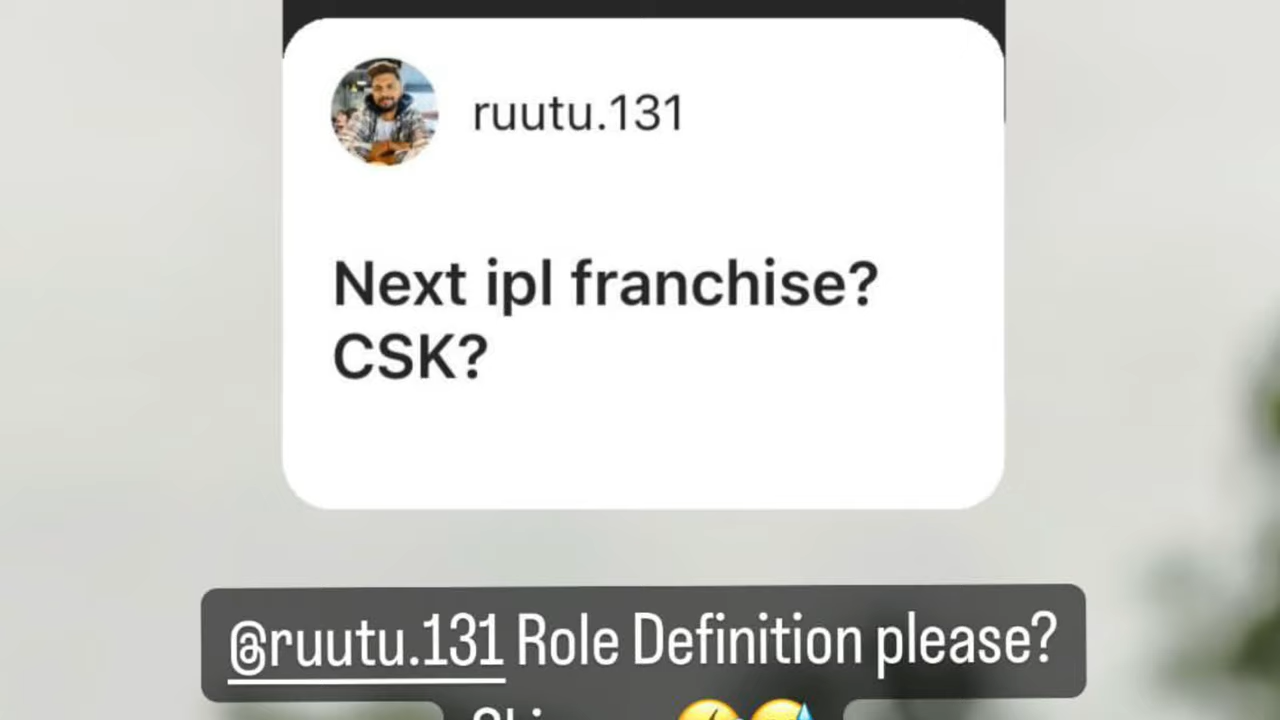 ruutu.131
Next ipl franchise?
CSK?
@ruutu.131 Role Definition please?